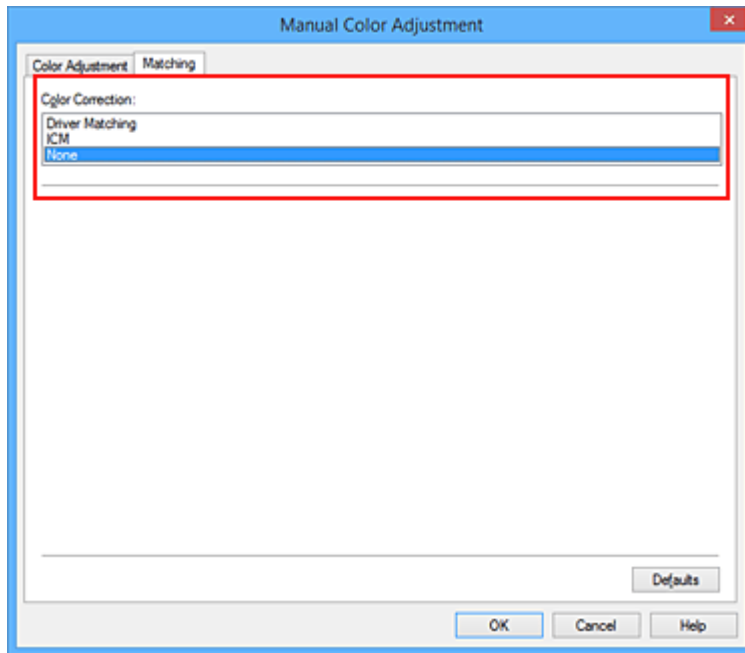 Manual Color Adjustment
Color Adjustment Matching
Color Correction:
Driver Matching
ICM
None
Defaults
OK Cancel Help